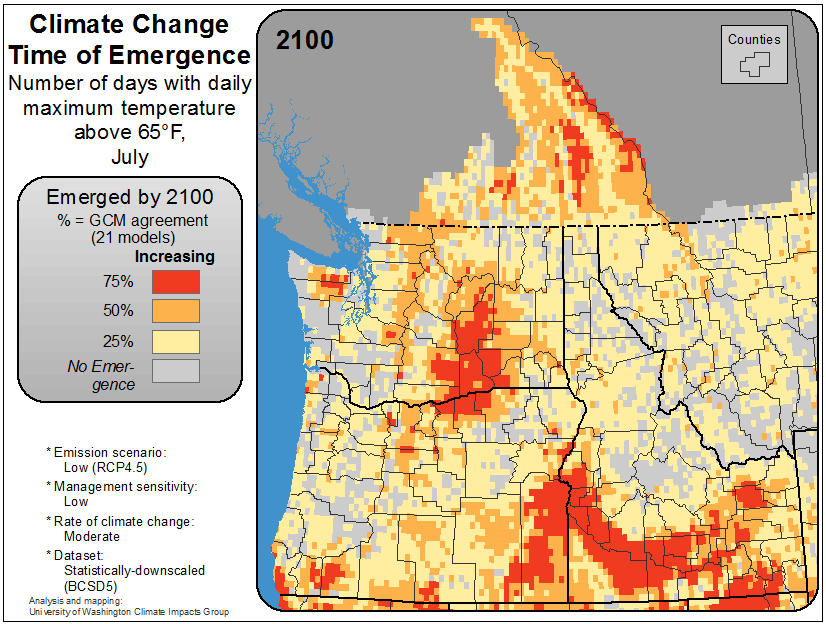 Climate Change
Time of Emergence
Number of days with daily
maximum temperature
above 65°F,
July
Emerged by 2100
% = GCM agreement
(21 models)
Increasing
75%
50%
25%
No Emer-
gence
* Emission scenario:
Low (RCP4.5)
* Management sensitivity:
Low
* Rate of climate change:
Moderate
* Dataset:
Statistically-downscaled
(BCSD5)
Analysis and mapping:
University of Washington Climate Impacts Group
2100
Counties